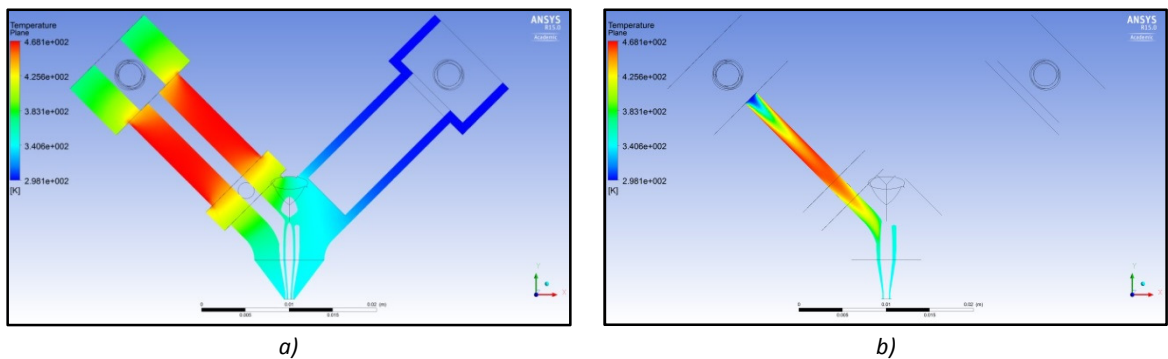 Temperature
Plane
4.681e+002
4.256e+002
3.831e+002
3.406e+002
2.981e+002
[K]
ANSYS
R15.0
Academic
Y
X
0
0.01
0.02 (m)
0.005
0.015
a)
Temperature
Plane
4.681e+002
4.256e+002
3.831e+002
3.406e+002
2.981e+002
[K]
ANSYS
R15.0
Academic
Y
X
0
0.01
0.02 (m)
0.005
0.015
b)